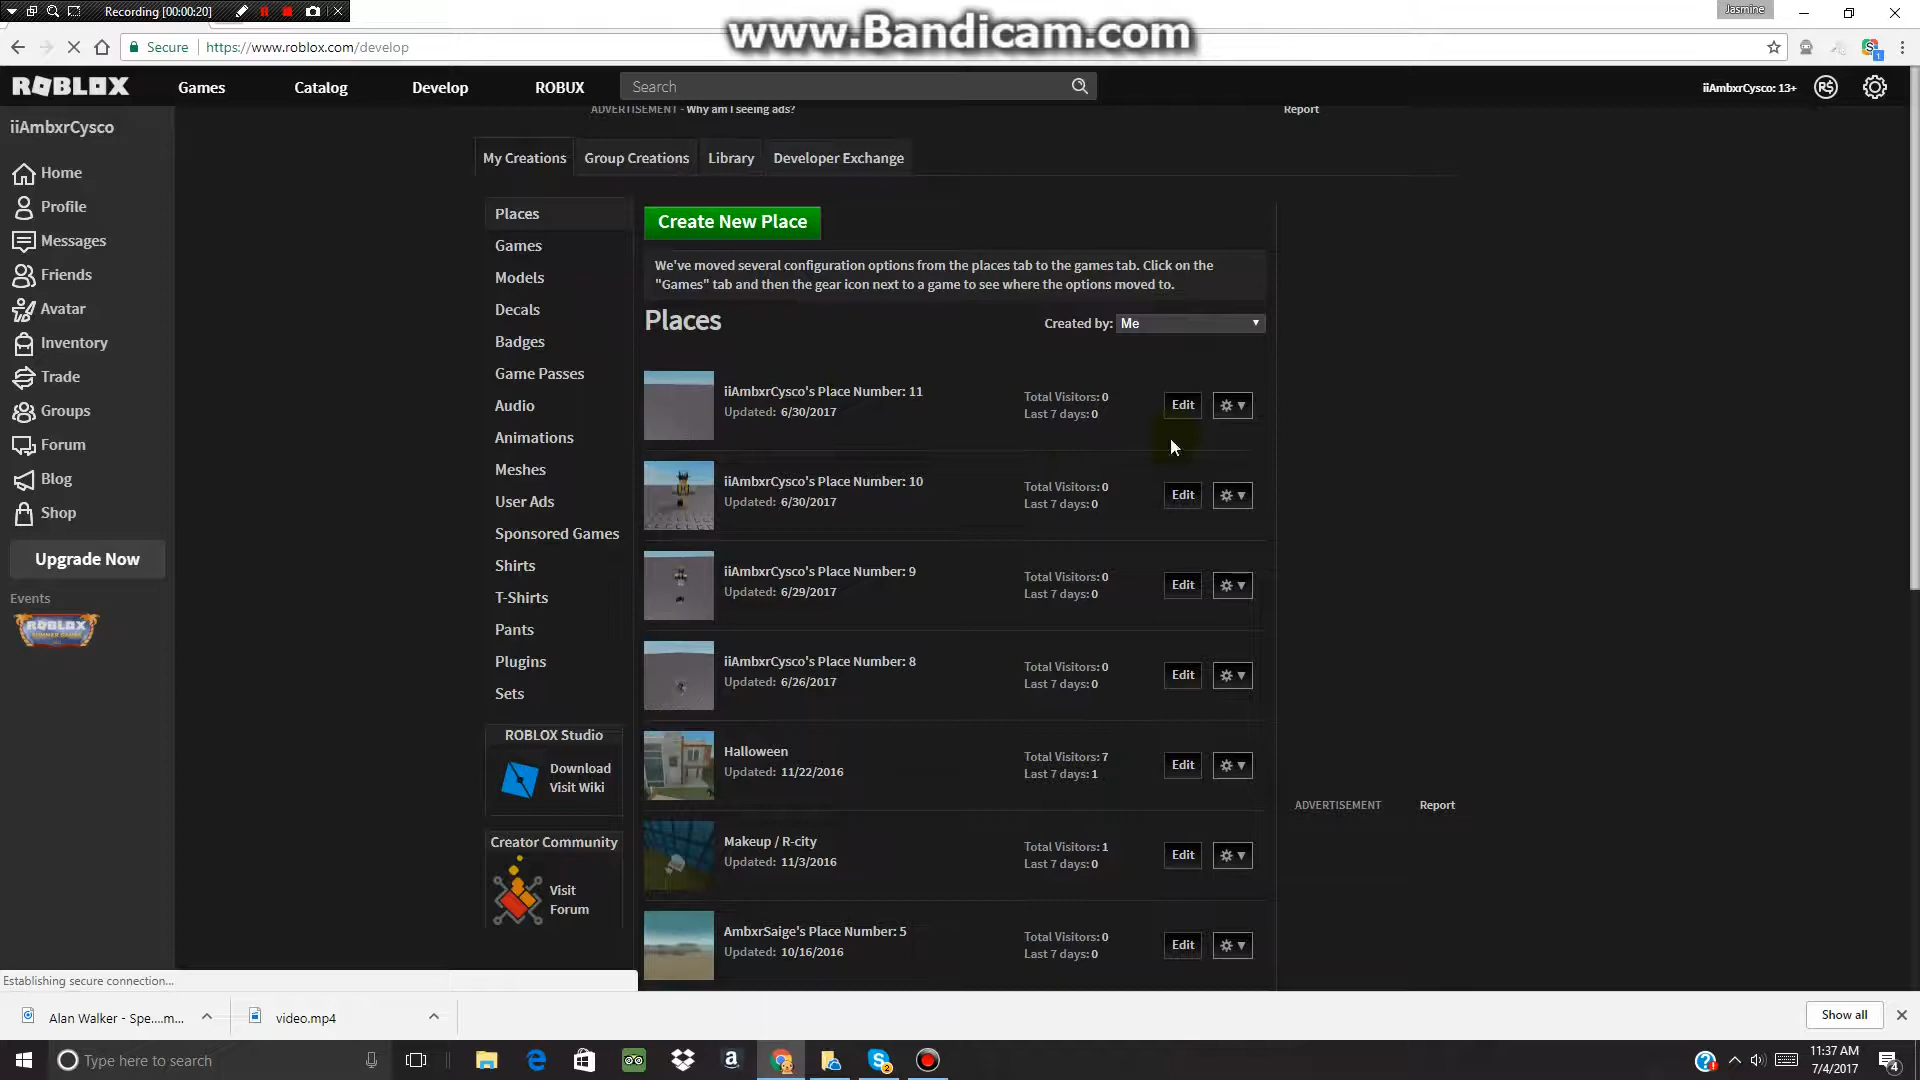 Recording [00:00:20]
www.Bandicam.com
Jasmine
Secure
https://www.roblox.com/develop
1
ROBLOX
Games
Catalog
Develop
ROBUX
Search
iiAmbxrCysco: 13+
R$
iiAmbxrCysco
Home
Profile
Messages
Friends
Avatar
Inventory
Trade
Groups
Forum
Blog
Shop
Upgrade Now
Events
ROBLOX
SUMMER GAMES
ADVERTISEMENT - Why am I seeing ads?
Report
My Creations
Group Creations
Library
Developer Exchange
Places
Games
Models
Decals
Badges
Game Passes
Audio
Animations
Meshes
User Ads
Sponsored Games
Shirts
T-Shirts
Pants
Plugins
Sets
ROBLOX Studio
Download
Visit Wiki
Creator Community
Visit
Forum
Create New Place
We've moved several configuration options from the places tab to the games tab. Click on the
"Games" tab and then the gear icon next to a game to see where the options moved to.
Places
Created by: Me
iiAmbxrCysco's Place Number: 11
Updated: 6/30/2017
Total Visitors: 0
Last 7 days: 0
Edit
iiAmbxrCysco's Place Number: 10
Updated: 6/30/2017
Total Visitors: 0
Last 7 days: 0
Edit
iiAmbxrCysco's Place Number: 9
Updated: 6/29/2017
Total Visitors: 0
Last 7 days: 0
Edit
iiAmbxrCysco's Place Number: 8
Updated: 6/26/2017
Total Visitors: 0
Last 7 days: 0
Edit
Halloween
Updated: 11/22/2016
Total Visitors: 7
Last 7 days: 1
Edit
Makeup / R-city
Updated: 11/3/2016
Total Visitors: 1
Last 7 days: 0
Edit
AmbxrSaige's Place Number: 5
Updated: 10/16/2016
Total Visitors: 0
Last 7 days: 0
Edit
ADVERTISEMENT
Report
Establishing secure connection...
Alan Walker - Spe....m...
video.mp4
Show all
Type here to search
2
11:37 AM
7/4/2017
4